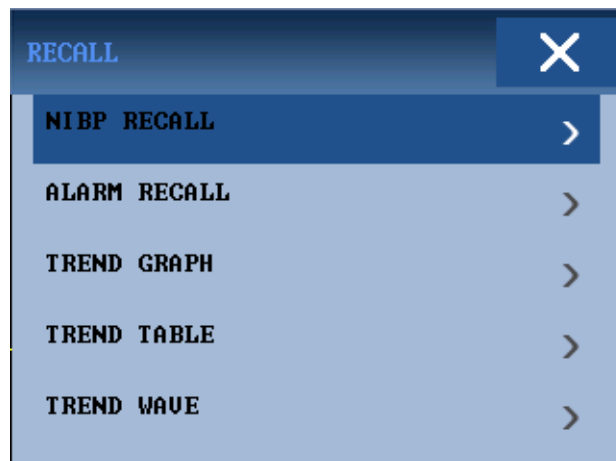 RECALL
NIBP RECALL
ALARM RECALL
TREND GRAPH
TREND TABLE
TREND WAVE